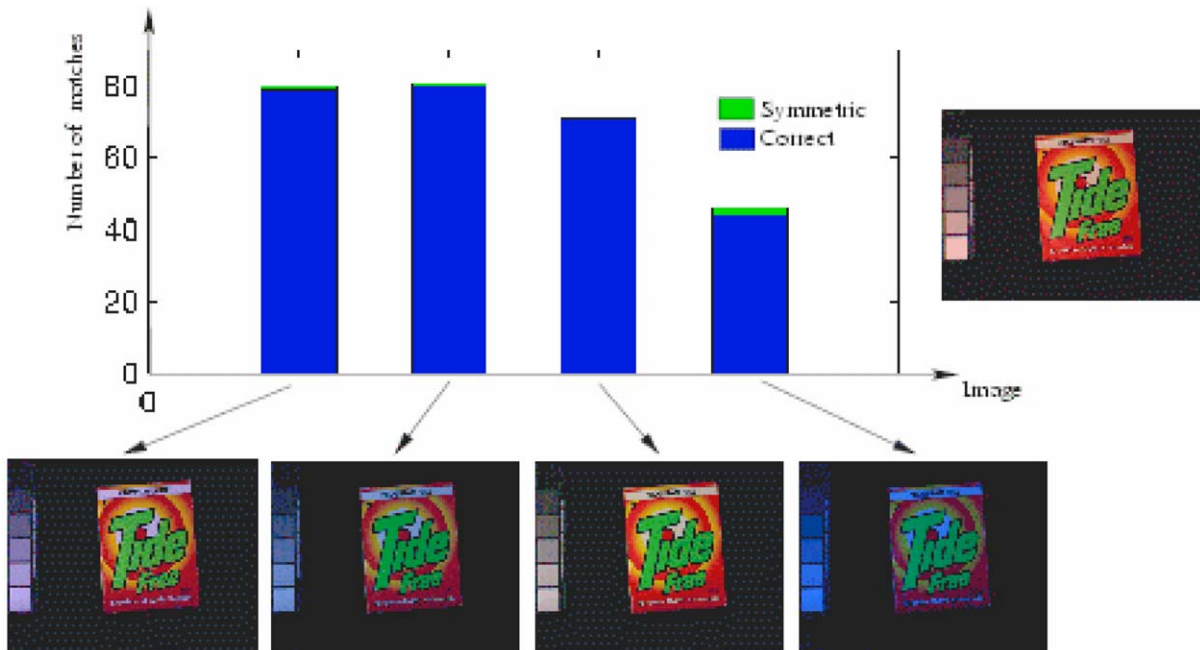 Number of matches
80
60
40
20
0
0
Symmetric
Correct
Image
Tide
Free
Tide
Free
Tide
Free
Tide
Free
Tide
Free